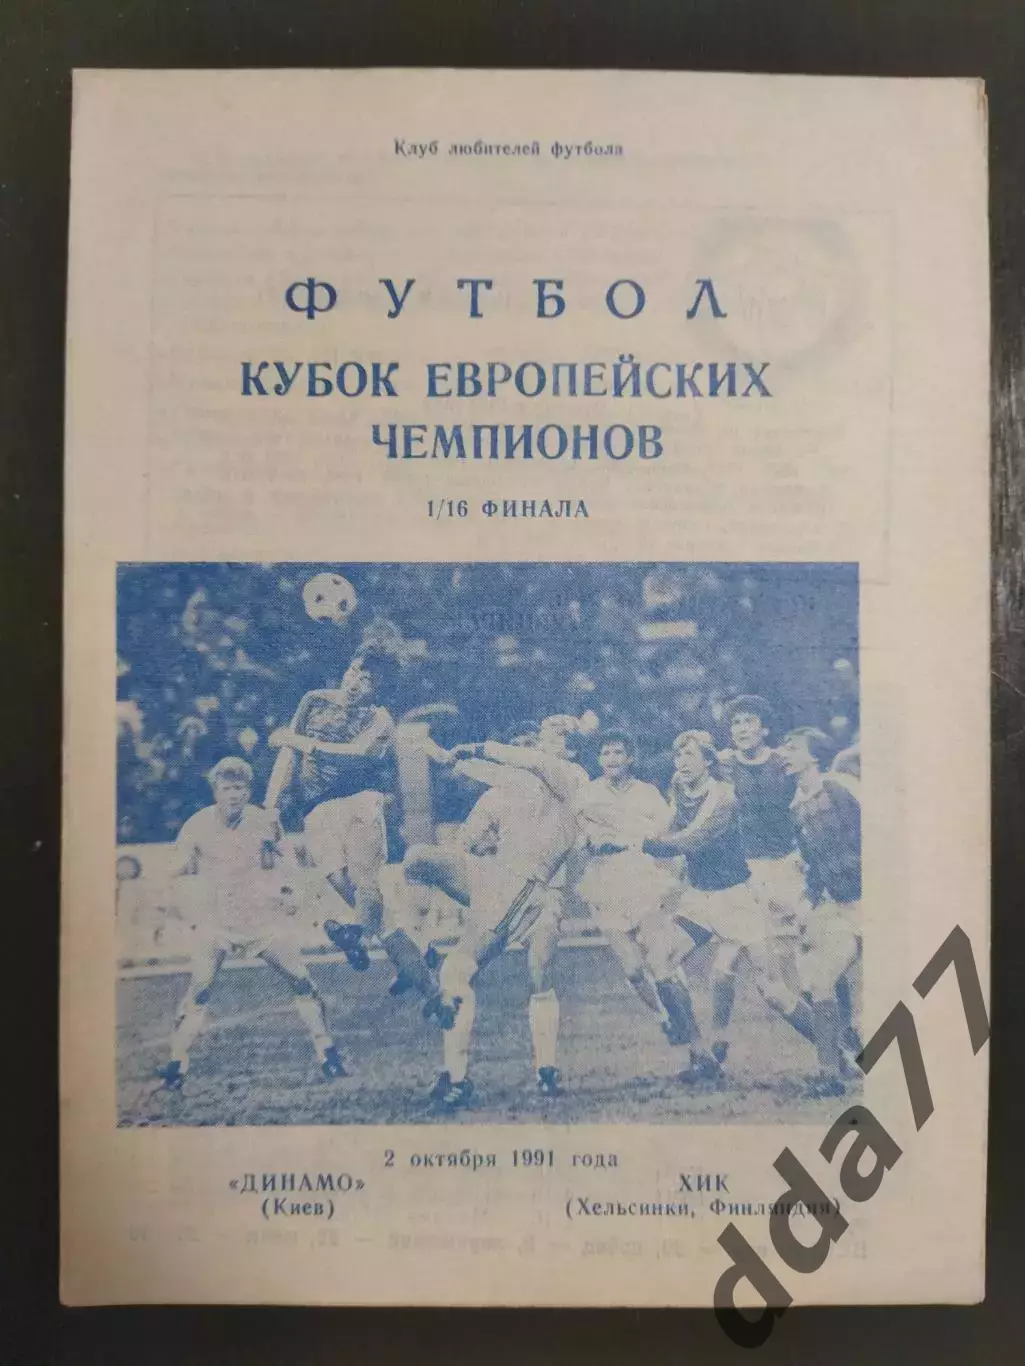 Клуб любителей футбола
ФУТБОЛ
КУБОК ЕВРОПЕЙСКИХ
ЧЕМПИОНОВ
1/16 ФИНАЛА
2 октября 1991 года
«ДИНАМО»
(Киев)
ХИК
(Хельсинки, Финляндия)
dda77